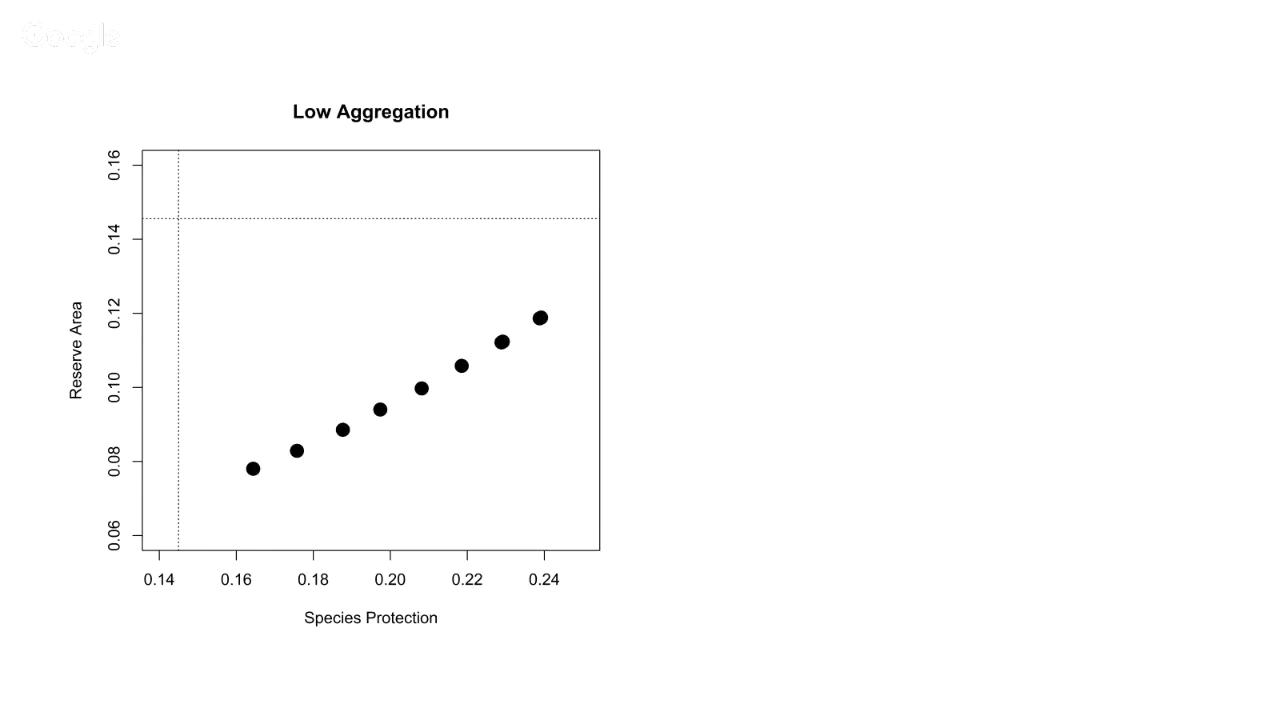 Google
Low Aggregation
0.16
0.14
0.12
0.10
0.08
0.06
Reserve Area
0.14 0.16 0.18 0.20 0.22 0.24
Species Protection